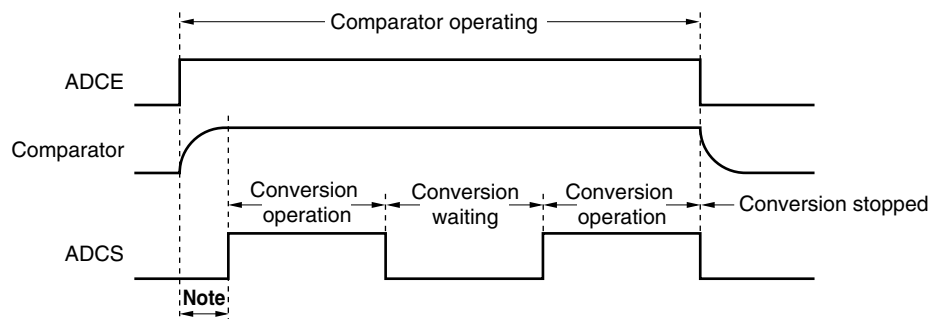 Comparator operating
ADCE
Comparator
Conversion
operation
Conversion
waiting
Conversion
operation
Conversion stopped
ADCS
Note